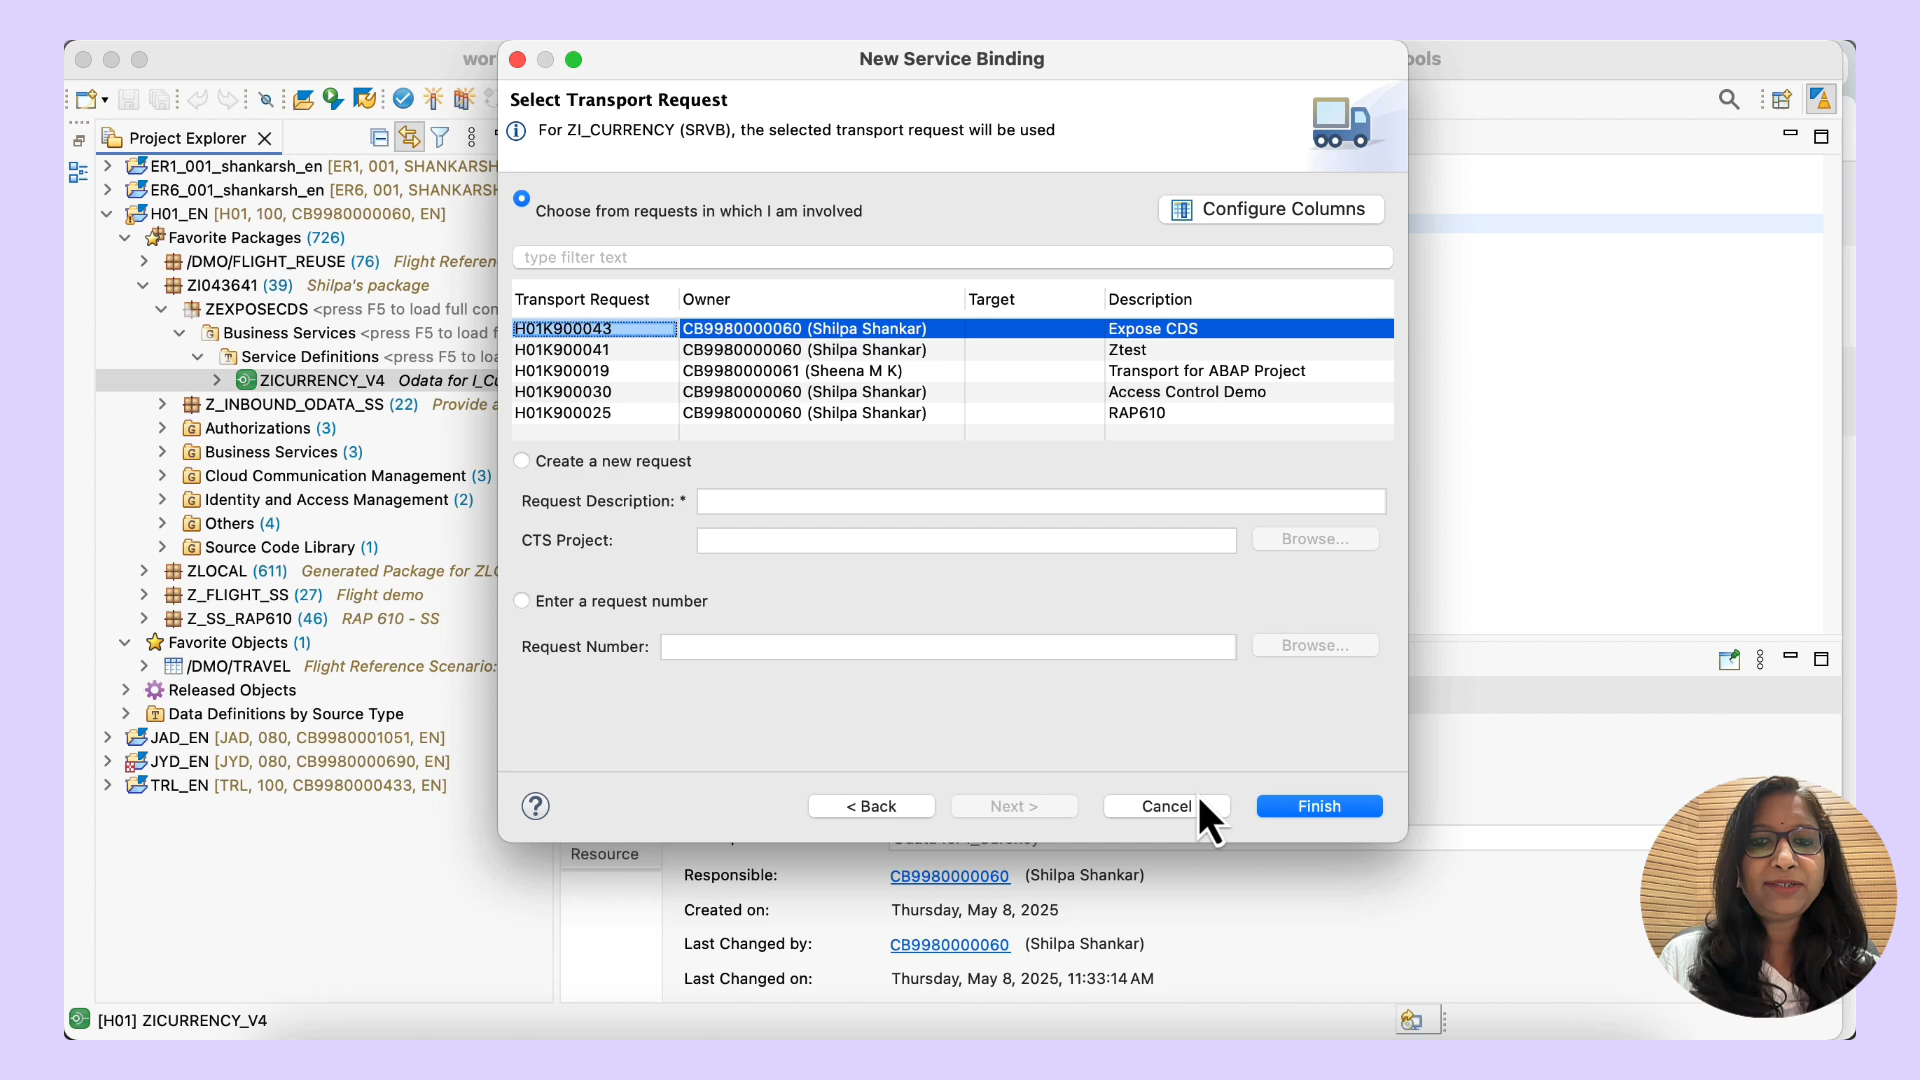 wor
New Service Binding
ools
Select Transport Request
For ZI_CURRENCY (SRVB), the selected transport request will be used
Project Explorer
ER1_001_shankarsh_en [ER1, 001, SHANKARSH
ER6_001_shankarsh_en [ER6, 001, SHANKARSH
H01_EN [H01, 100, CB9980000060, EN]
Favorite Packages (726)
/DMO/FLIGHT_REUSE (76) Flight Referen
ZI043641 (39) Shilpa's package
ZEXPOSECDS <press F5 to load full con
Business Services <press F5 to load f
Service Definitions <press F5 to loa
ZICURRENCY_V4 Odata for I_Cu
Z_INBOUND_ODATA_SS (22) Provide a
Authorizations (3)
Business Services (3)
Cloud Communication Management (3)
Identity and Access Management (2)
Others (4)
Source Code Library (1)
ZLOCAL (611) Generated Package for ZLO
Z_FLIGHT_SS (27) Flight demo
Z_SS_RAP610 (46) RAP 610 - SS
Favorite Objects (1)
/DMO/TRAVEL Flight Reference Scenario:
Released Objects
Data Definitions by Source Type
JAD_EN [JAD, 080, CB9980001051, EN]
JYD_EN [JYD, 080, CB9980000690, EN]
TRL_EN [TRL, 100, CB9980000433, EN]
Choose from requests in which I am involved
Configure Columns
type filter text
Transport Request Owner Target Description
H01K900043 CB9980000060 (Shilpa Shankar) Expose CDS
H01K900041 CB9980000060 (Shilpa Shankar) Ztest
H01K900019 CB9980000061 (Sheena M K) Transport for ABAP Project
H01K900030 CB9980000060 (Shilpa Shankar) Access Control Demo
H01K900025 CB9980000060 (Shilpa Shankar) RAP610
Create a new request
Request Description: *
CTS Project: Browse...
Enter a request number
Request Number: Browse...
? < Back Next > Cancel Finish
Resource
Responsible: CB9980000060 (Shilpa Shankar)
Created on: Thursday, May 8, 2025
Last Changed by: CB9980000060 (Shilpa Shankar)
Last Changed on: Thursday, May 8, 2025, 11:33:14 AM
[H01] ZICURRENCY_V4